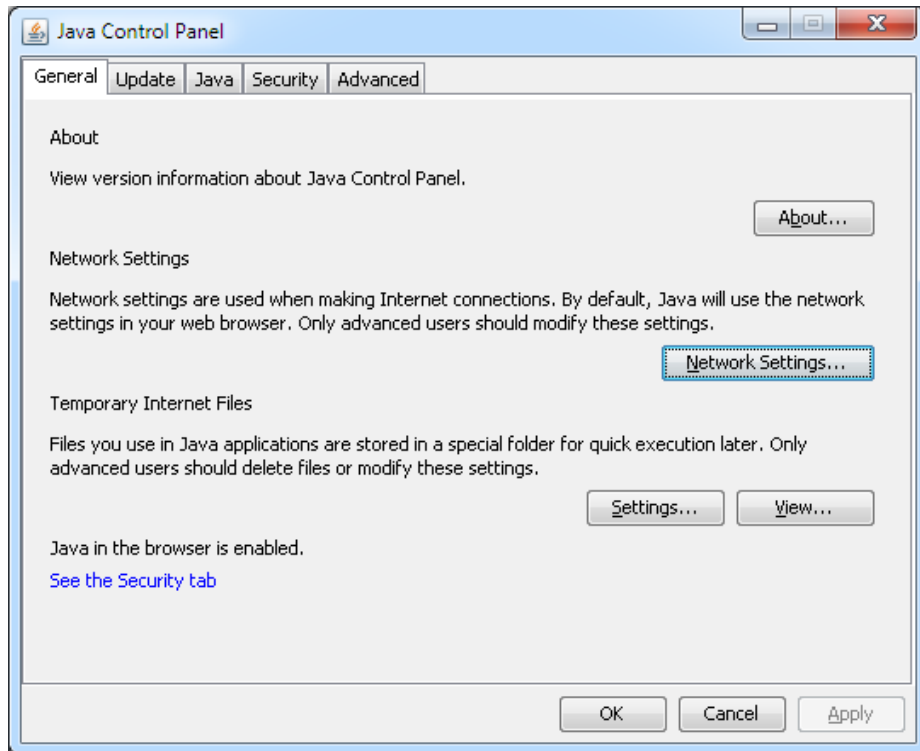 Java Control Panel
General Update Java Security Advanced
About
View version information about Java Control Panel.
About...
Network Settings
Network settings are used when making Internet connections. By default, Java will use the network
settings in your web browser. Only advanced users should modify these settings.
Network Settings...
Temporary Internet Files
Files you use in Java applications are stored in a special folder for quick execution later. Only
advanced users should delete files or modify these settings.
Settings... View...
Java in the browser is enabled.
See the Security tab
OK Cancel Apply